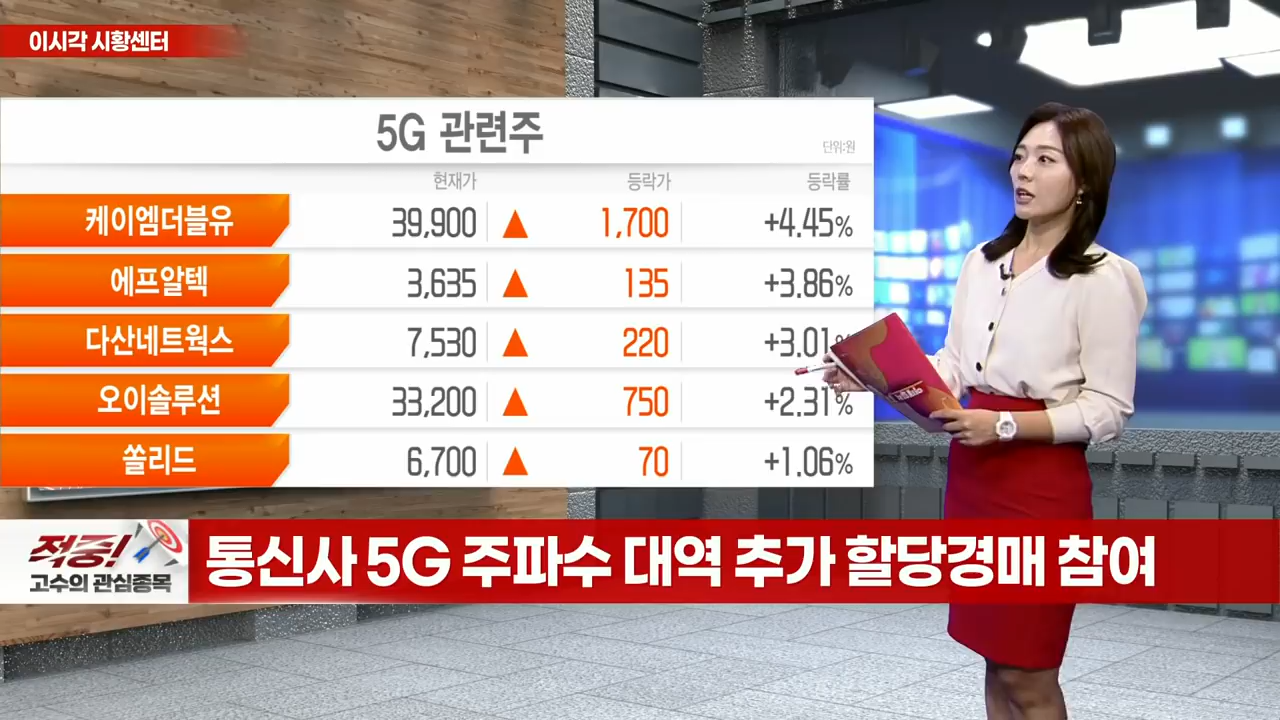 이시각 시황센터
5G 관련주
단위:원
현재가 등락가 등락률
케이엠더블유 39,900 ▲ 1,700 +4.45%
에프알텍 3,635 ▲ 135 +3.86%
다산네트웍스 7,530 ▲ 220 +3.01%
오이솔루션 33,200 ▲ 750 +2.31%
쏠리드 6,700 ▲ 70 +1.06%
적중!
고수의 관심종목
통신사 5G 주파수 대역 추가 할당경매 참여